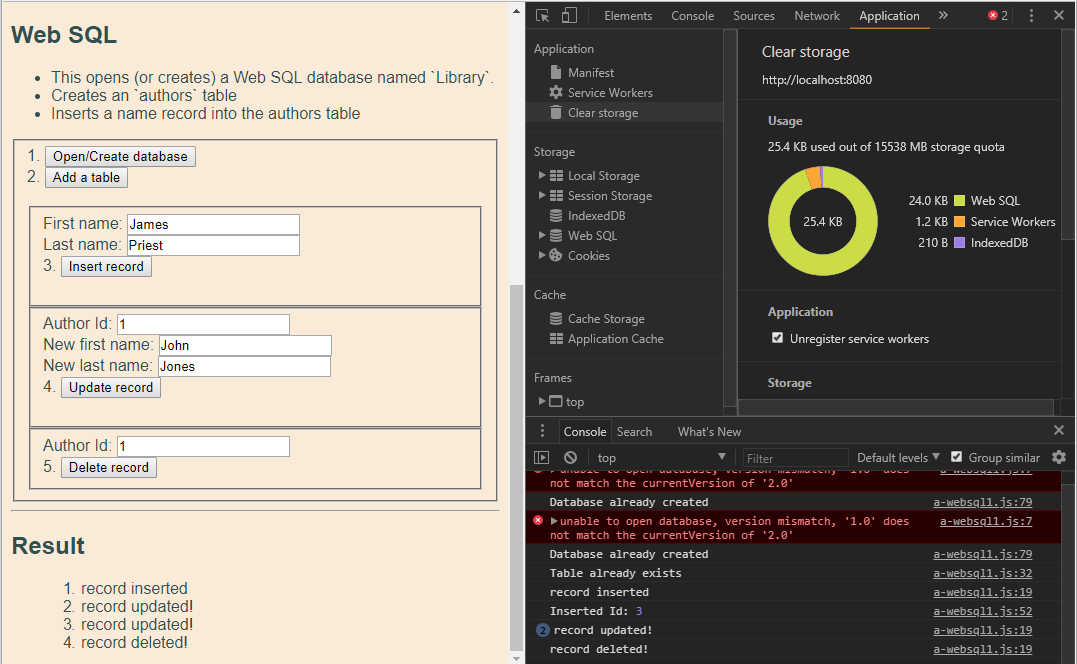 Web SQL
• This opens (or creates) a Web SQL database named `Library`.
• Creates an `authors` table
• Inserts a name record into the authors table
1. Open/Create database
2. Add a table
First name: James
Last name: Priest
3. Insert record
Author Id: 1
New first name: John
New last name: Jones
4. Update record
Author Id: 1
5. Delete record
Result
1. record inserted
2. record updated!
3. record updated!
4. record deleted!
Elements Console Sources Network Application » 2
Application
Manifest
Service Workers
Clear storage
Storage
Local Storage
Session Storage
IndexedDB
Web SQL
Cookies
Cache
Cache Storage
Application Cache
Frames
top
Clear storage
http://localhost:8080
Usage
25.4 KB used out of 15538 MB storage quota
25.4 KB
24.0 KB Web SQL
1.2 KB Service Workers
210 B IndexedDB
Application
Unregister service workers
Storage
Console Search What's New
top Filter Default levels Group similar
unable to open database, version mismatch, '1.0' does a-websql1.js:7
not match the currentVersion of '2.0'
Database already created a-websql1.js:79
unable to open database, version mismatch, '1.0' does a-websql1.js:7
not match the currentVersion of '2.0'
Database already created a-websql1.js:79
Table already exists a-websql1.js:32
record inserted a-websql1.js:19
Inserted Id: 3 a-websql1.js:52
2 record updated! a-websql1.js:19
record deleted! a-websql1.js:19